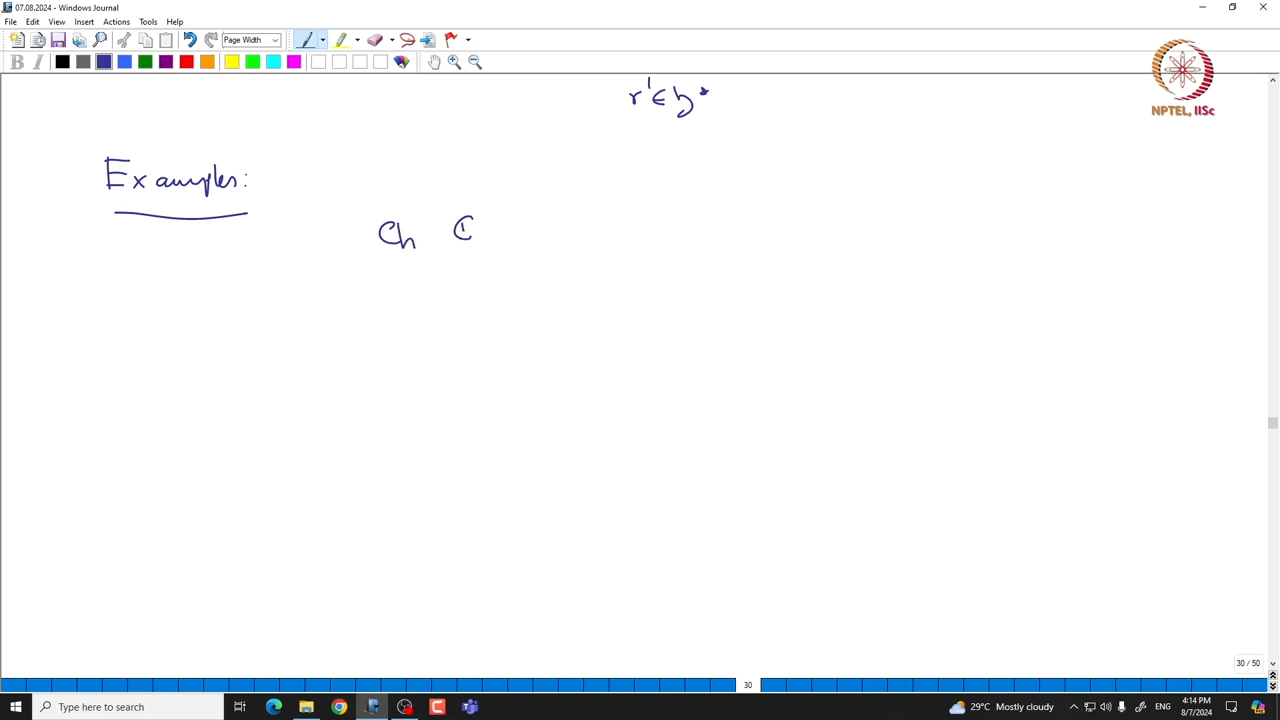 07.08.2024 - Windows Journal
File Edit View Insert Actions Tools Help
Page Width
B I
NPTEL, IISc
Examples:
Ch ℂ
30 / 50
30
Type here to search
29°C Mostly cloudy
ENG
4:14 PM
8/7/2024